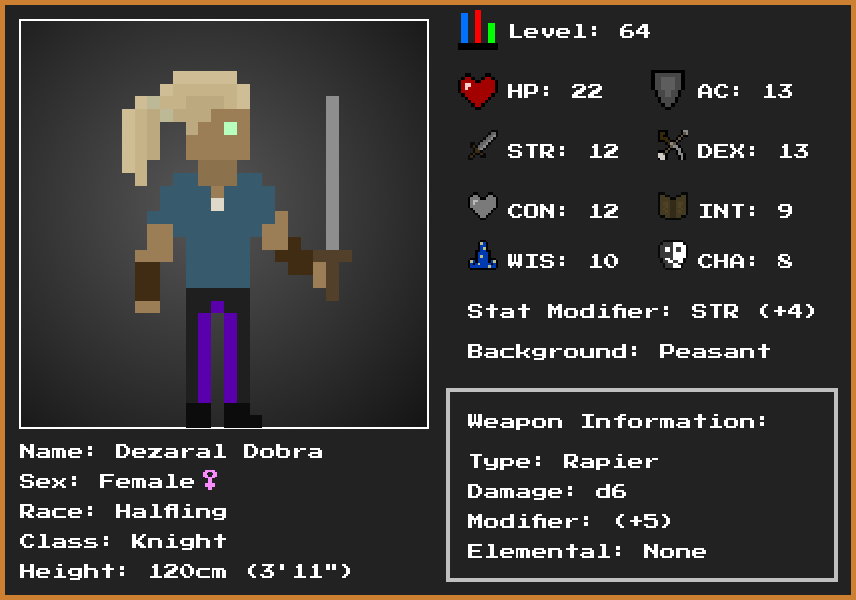 Level: 64
HP: 22
AC: 13
STR: 12
DEX: 13
CON: 12
INT: 9
WIS: 10
CHA: 8
Stat Modifier: STR (+4)
Background: Peasant
Weapon Information:
Type: Rapier
Damage: d6
Modifier: (+5)
Elemental: None
Name: Dezaral Dobra
Sex: Female♀
Race: Halfling
Class: Knight
Height: 120cm (3'11")